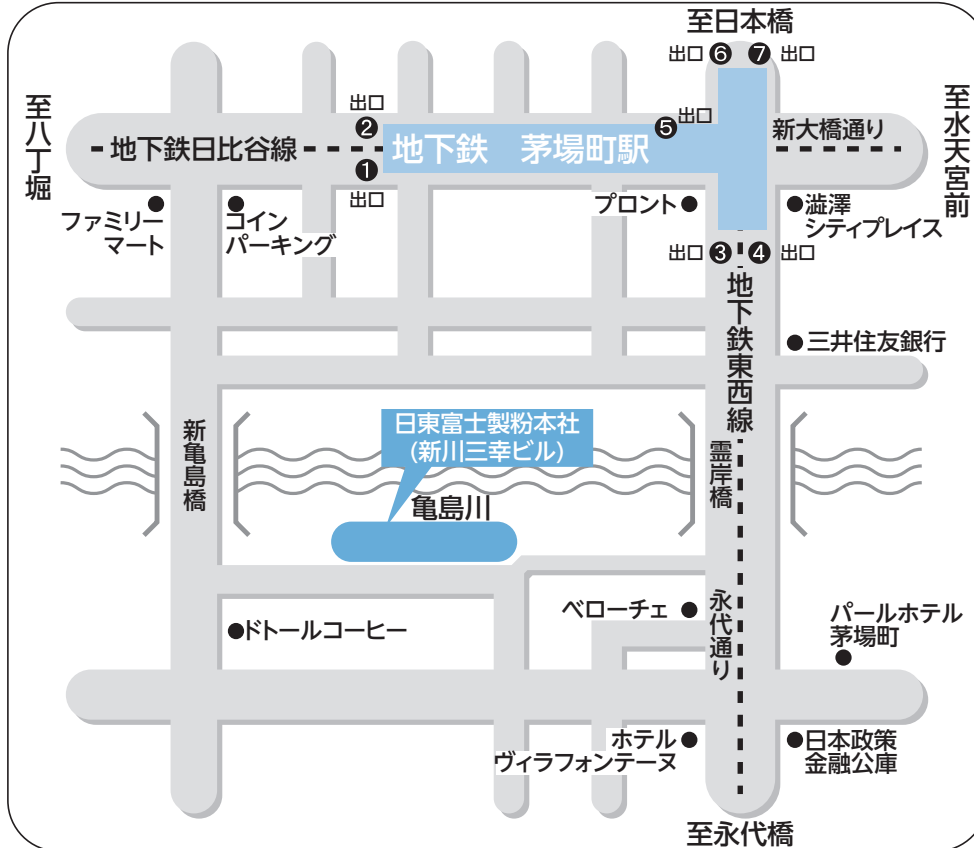 至日本橋
出口 ❻ ❼ 出口
至八丁堀
出口
❷
地下鉄日比谷線
❶
出口
地下鉄 茅場町駅
❺ 出口
新大橋通り
至水天宮前
ファミリー
マート
コイン
パーキング
プロント
澁澤
シティプレイス
出口 ❸ ❹ 出口
地下鉄東西線
三井住友銀行
日東富士製粉本社
(新川三幸ビル)
新亀島橋
霊岸橋
亀島川
ベローチェ
永代通り
パールホテル
茅場町
ドトールコーヒー
ホテル
ヴィラフォンテーヌ
日本政策
金融公庫
至永代橋